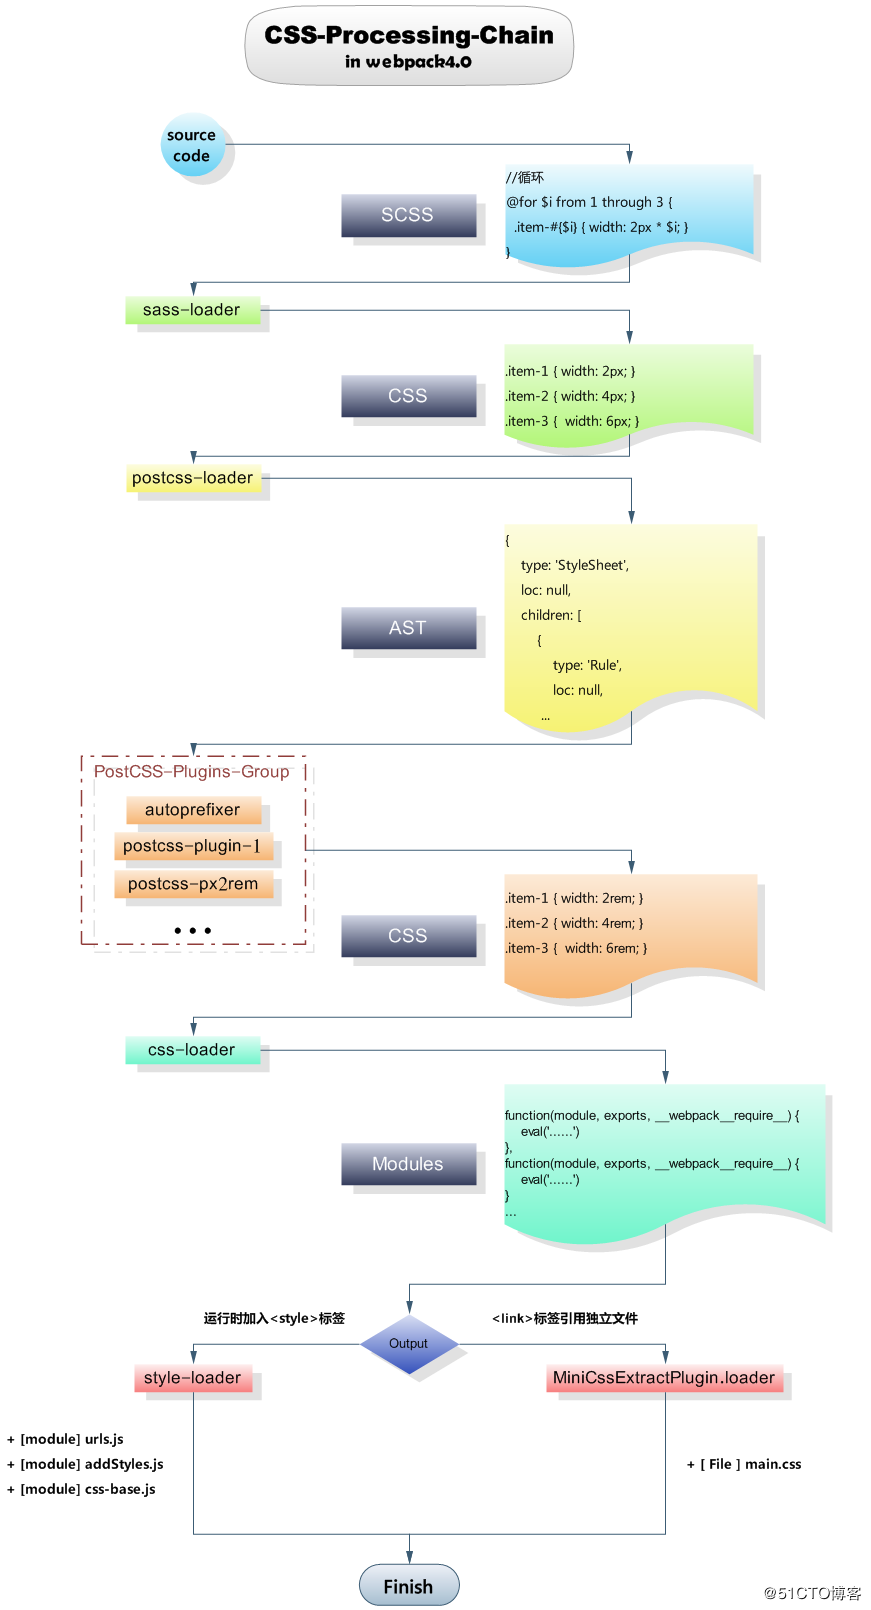 CSS-Processing-Chain
in webpack4.0
source
code
//循环
@for $i from 1 through 3 {
.item-#{$i} { width: 2px * $i; }
}
SCSS
sass-loader
.item-1 { width: 2px; }
.item-2 { width: 4px; }
.item-3 {  width: 6px; }
CSS
postcss-loader
{
type: 'StyleSheet',
loc: null,
children: [
{
type: 'Rule',
loc: null,
...
AST
PostCSS-Plugins-Group
autoprefixer
postcss-plugin-1
postcss-px2rem
•••
.item-1 { width: 2rem; }
.item-2 { width: 4rem; }
.item-3 {  width: 6rem; }
CSS
css-loader
function(module, exports, __webpack__require__) {
eval('......')
},
function(module, exports, __webpack__require__) {
eval('......')
}
...
Modules
运行时加入<style>标签
<link>标签引用独立文件
Output
style-loader
MiniCssExtractPlugin.loader
+ [module] urls.js
+ [module] addStyles.js
+ [module] css-base.js
+ [ File ] main.css
Finish
@51CTO博客